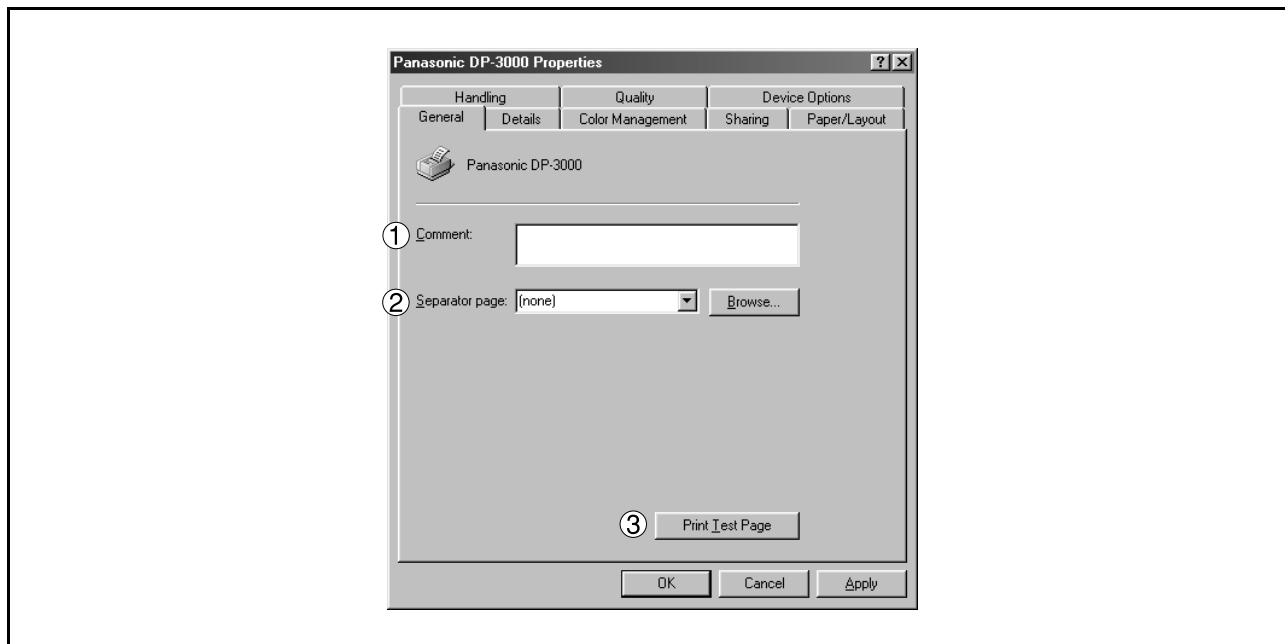 Panasonic DP-3000 Properties
Handling Quality Device Options
General Details Color Management Sharing Paper/Layout
Panasonic DP-3000
① Comment:
② Separator page: (none) Browse...
③ Print Test Page
OK Cancel Apply